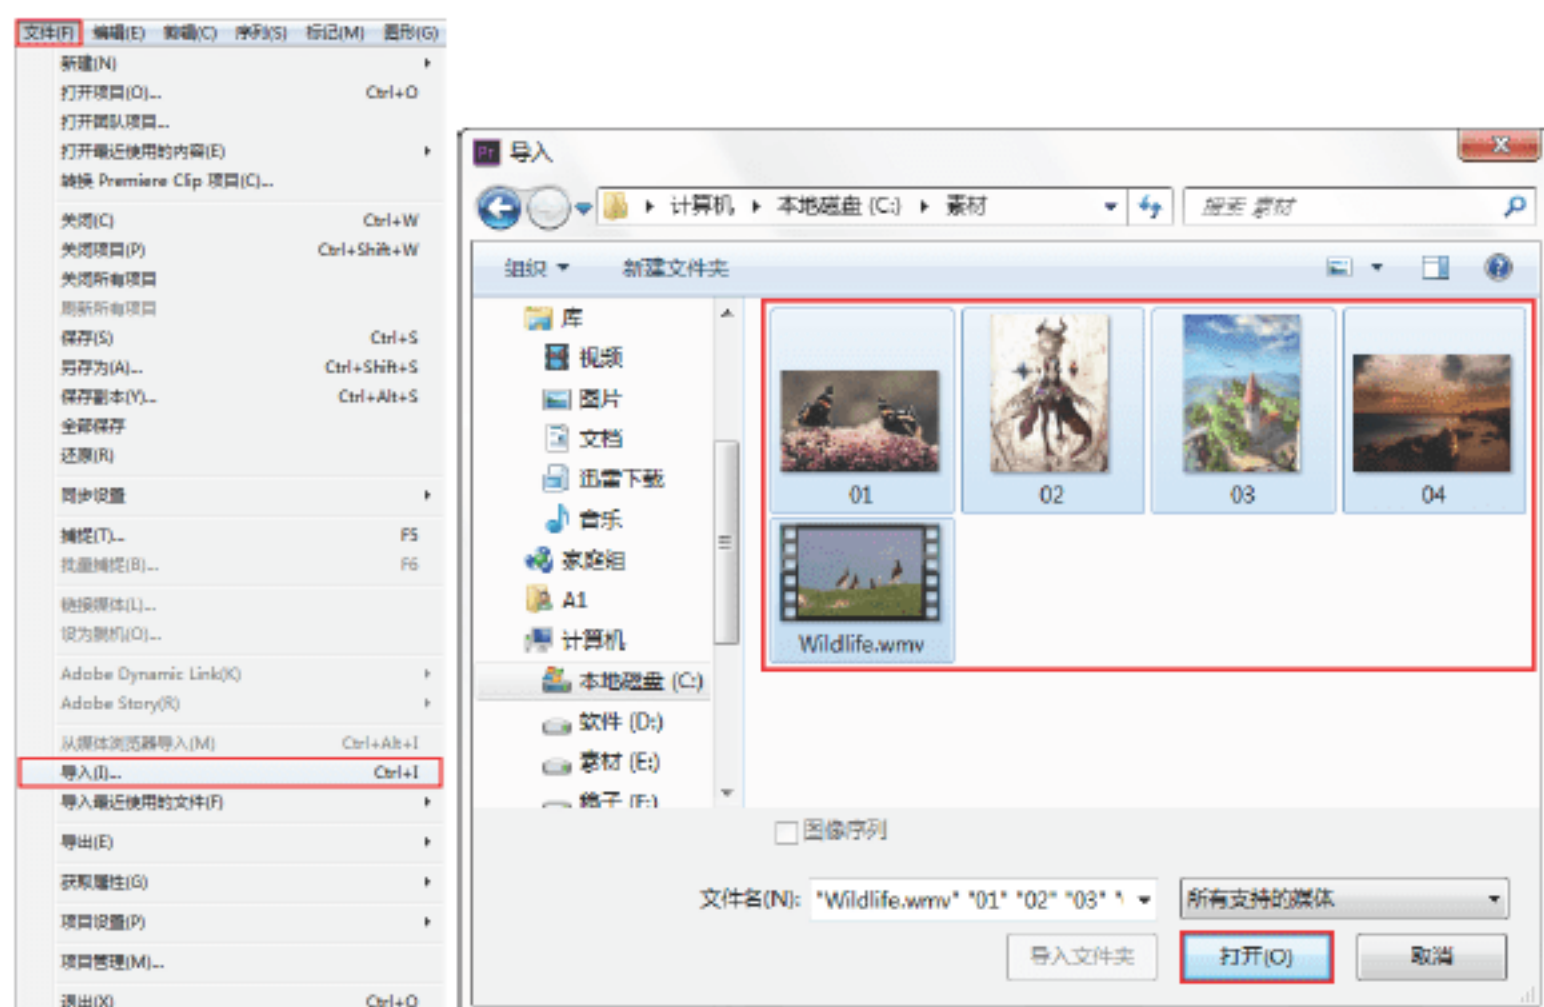 文件(F) 编辑(E) 剪辑(C) 序列(S) 标记(M) 图形(G)
新建(N)
打开项目(O)... Ctrl+O
打开团队项目...
打开最近使用的内容(E)
转换 Premiere Clip 项目(C)...
关闭(C) Ctrl+W
关闭项目(P) Ctrl+Shift+W
关闭所有项目
刷新所有项目
保存(S) Ctrl+S
另存为(A)... Ctrl+Shift+S
保存副本(Y)... Ctrl+Alt+S
全部保存
还原(R)
同步设置
捕捉(T)... F5
批量捕捉(B)... F6
链接媒体(L)...
设为脱机(O)...
Adobe Dynamic Link(K)
Adobe Story(R)
从媒体浏览器导入(M) Ctrl+Alt+I
导入(I)... Ctrl+I
导入最近使用的文件(F)
导出(E)
获取属性(G)
项目设置(P)
项目管理(M)...
退出(X) Ctrl+Q
Pr 导入
计算机 本地磁盘 (C:) 素材
搜索 素材
组织 新建文件夹
库
视频
图片
文档
迅雷下载
音乐
家庭组
A1
计算机
本地磁盘 (C:)
软件 (D:)
素材 (E:)
格子 (F:)
01 02 03 04
Wildlife.wmv
图像序列
文件名(N): "Wildlife.wmv" "01" "02" "03" "
所有支持的媒体
导入文件夹 打开(O) 取消